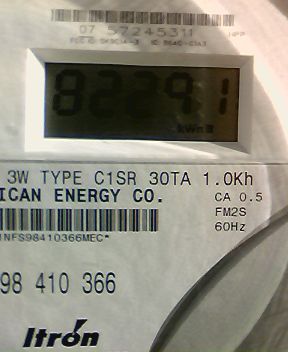 07 57245311
82291
kWh
3W TYPE C1SR 30TA 1.0Kh
ICAN ENERGY CO.
CA 0.5
FM2S
60Hz
INFS98410366MEC*
98 410 366
Itron